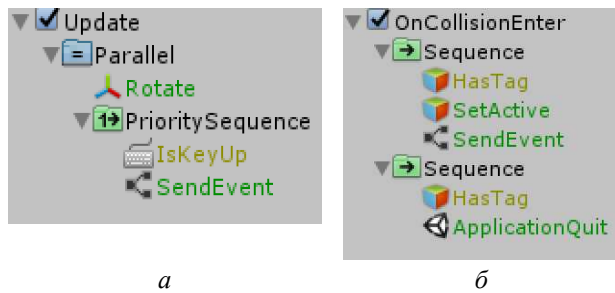 Update
Parallel
Rotate
PrioritySequence
IsKeyUp
SendEvent
а
OnCollisionEnter
Sequence
HasTag
SetActive
SendEvent
Sequence
HasTag
ApplicationQuit
б